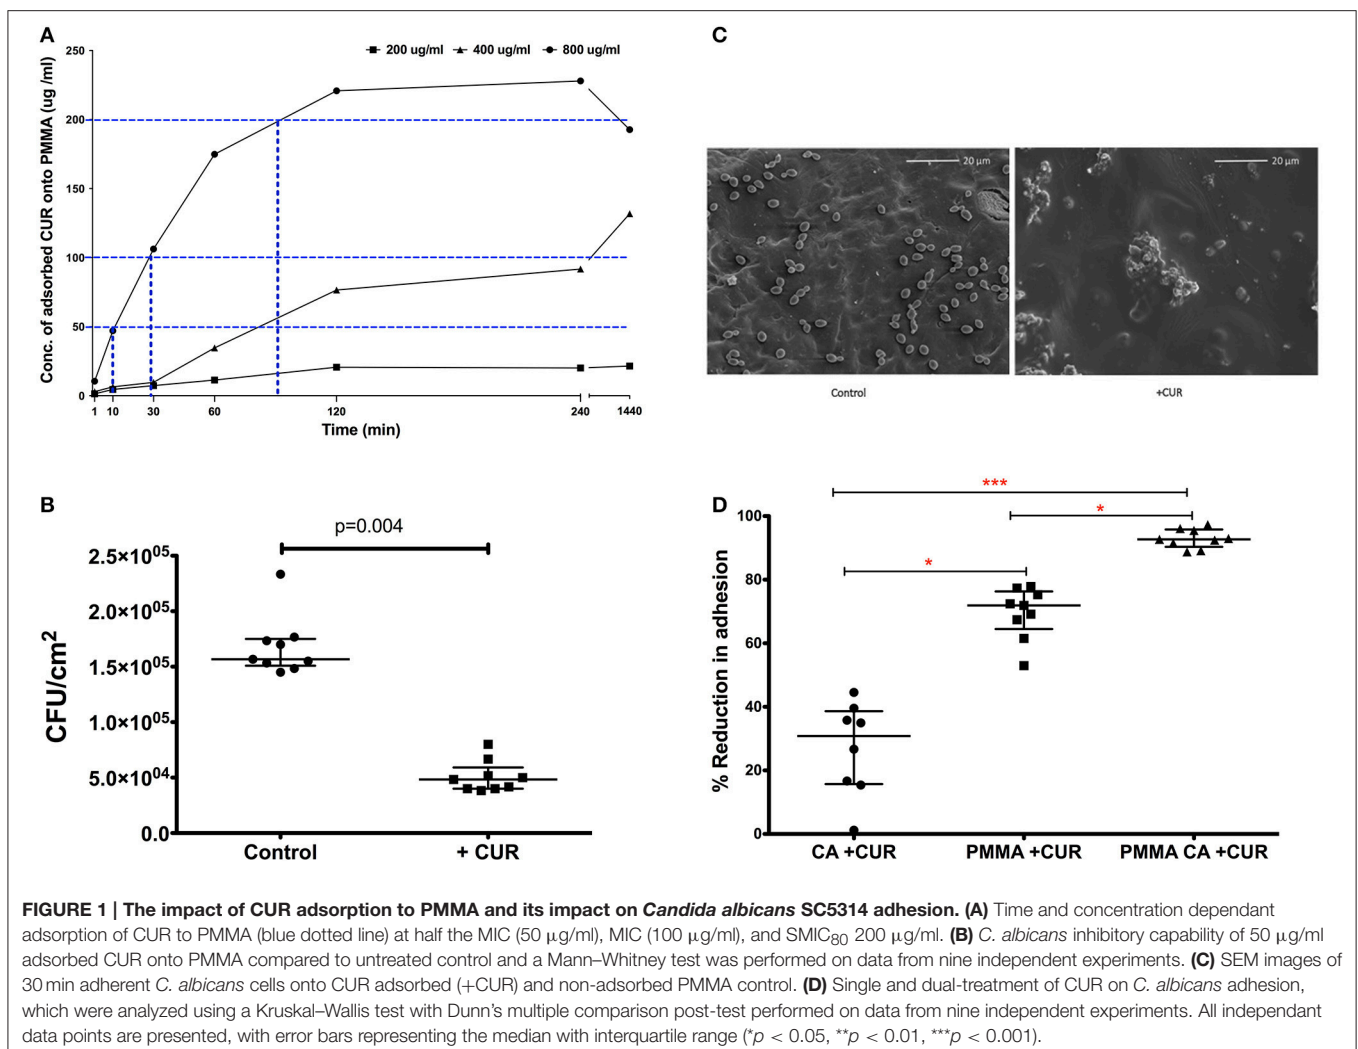 A
200 ug/ml 400 ug/ml 800 ug/ml
Conc. of adsorbed CUR onto PMMA (ug /ml)
250
200
150
100
50
0
1 10 30 60 120 240 1440
Time (min)
C
20 μm
20 μm
Control
+CUR
B
p=0.004
CFU/cm²
2.5×10⁰⁵
2.0×10⁰⁵
1.5×10⁰⁵
1.0×10⁰⁵
5.0×10⁰⁴
0.0
Control + CUR
D
***
*
*
% Reduction in adhesion
100
80
60
40
20
0
CA +CUR PMMA +CUR PMMA CA +CUR
FIGURE 1 | The impact of CUR adsorption to PMMA and its impact on Candida albicans SC5314 adhesion. (A) Time and concentration dependant
adsorption of CUR to PMMA (blue dotted line) at half the MIC (50 μg/ml), MIC (100 μg/ml), and SMIC₈₀ 200 μg/ml. (B) C. albicans inhibitory capability of 50 μg/ml
adsorbed CUR onto PMMA compared to untreated control and a Mann–Whitney test was performed on data from nine independent experiments. (C) SEM images of
30 min adherent C. albicans cells onto CUR adsorbed (+CUR) and non-adsorbed PMMA control. (D) Single and dual-treatment of CUR on C. albicans adhesion,
which were analyzed using a Kruskal–Wallis test with Dunn's multiple comparison post-test performed on data from nine independent experiments. All independant
data points are presented, with error bars representing the median with interquartile range (*p < 0.05, **p < 0.01, ***p < 0.001).